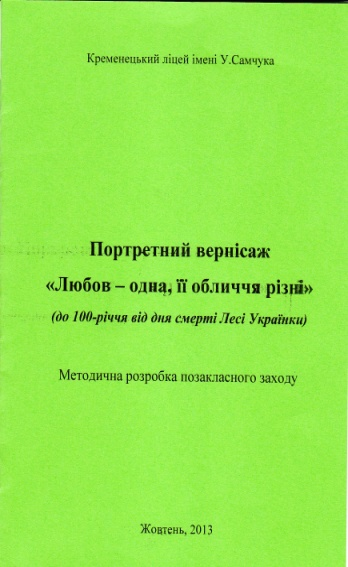 Кременецький ліцей імені У.Самчука
Портретний вернісаж
«Любов – одна, її обличчя різні»
(до 100-річчя від дня смерті Лесі Українки)
Методична розробка позакласного заходу
Жовтень, 2013